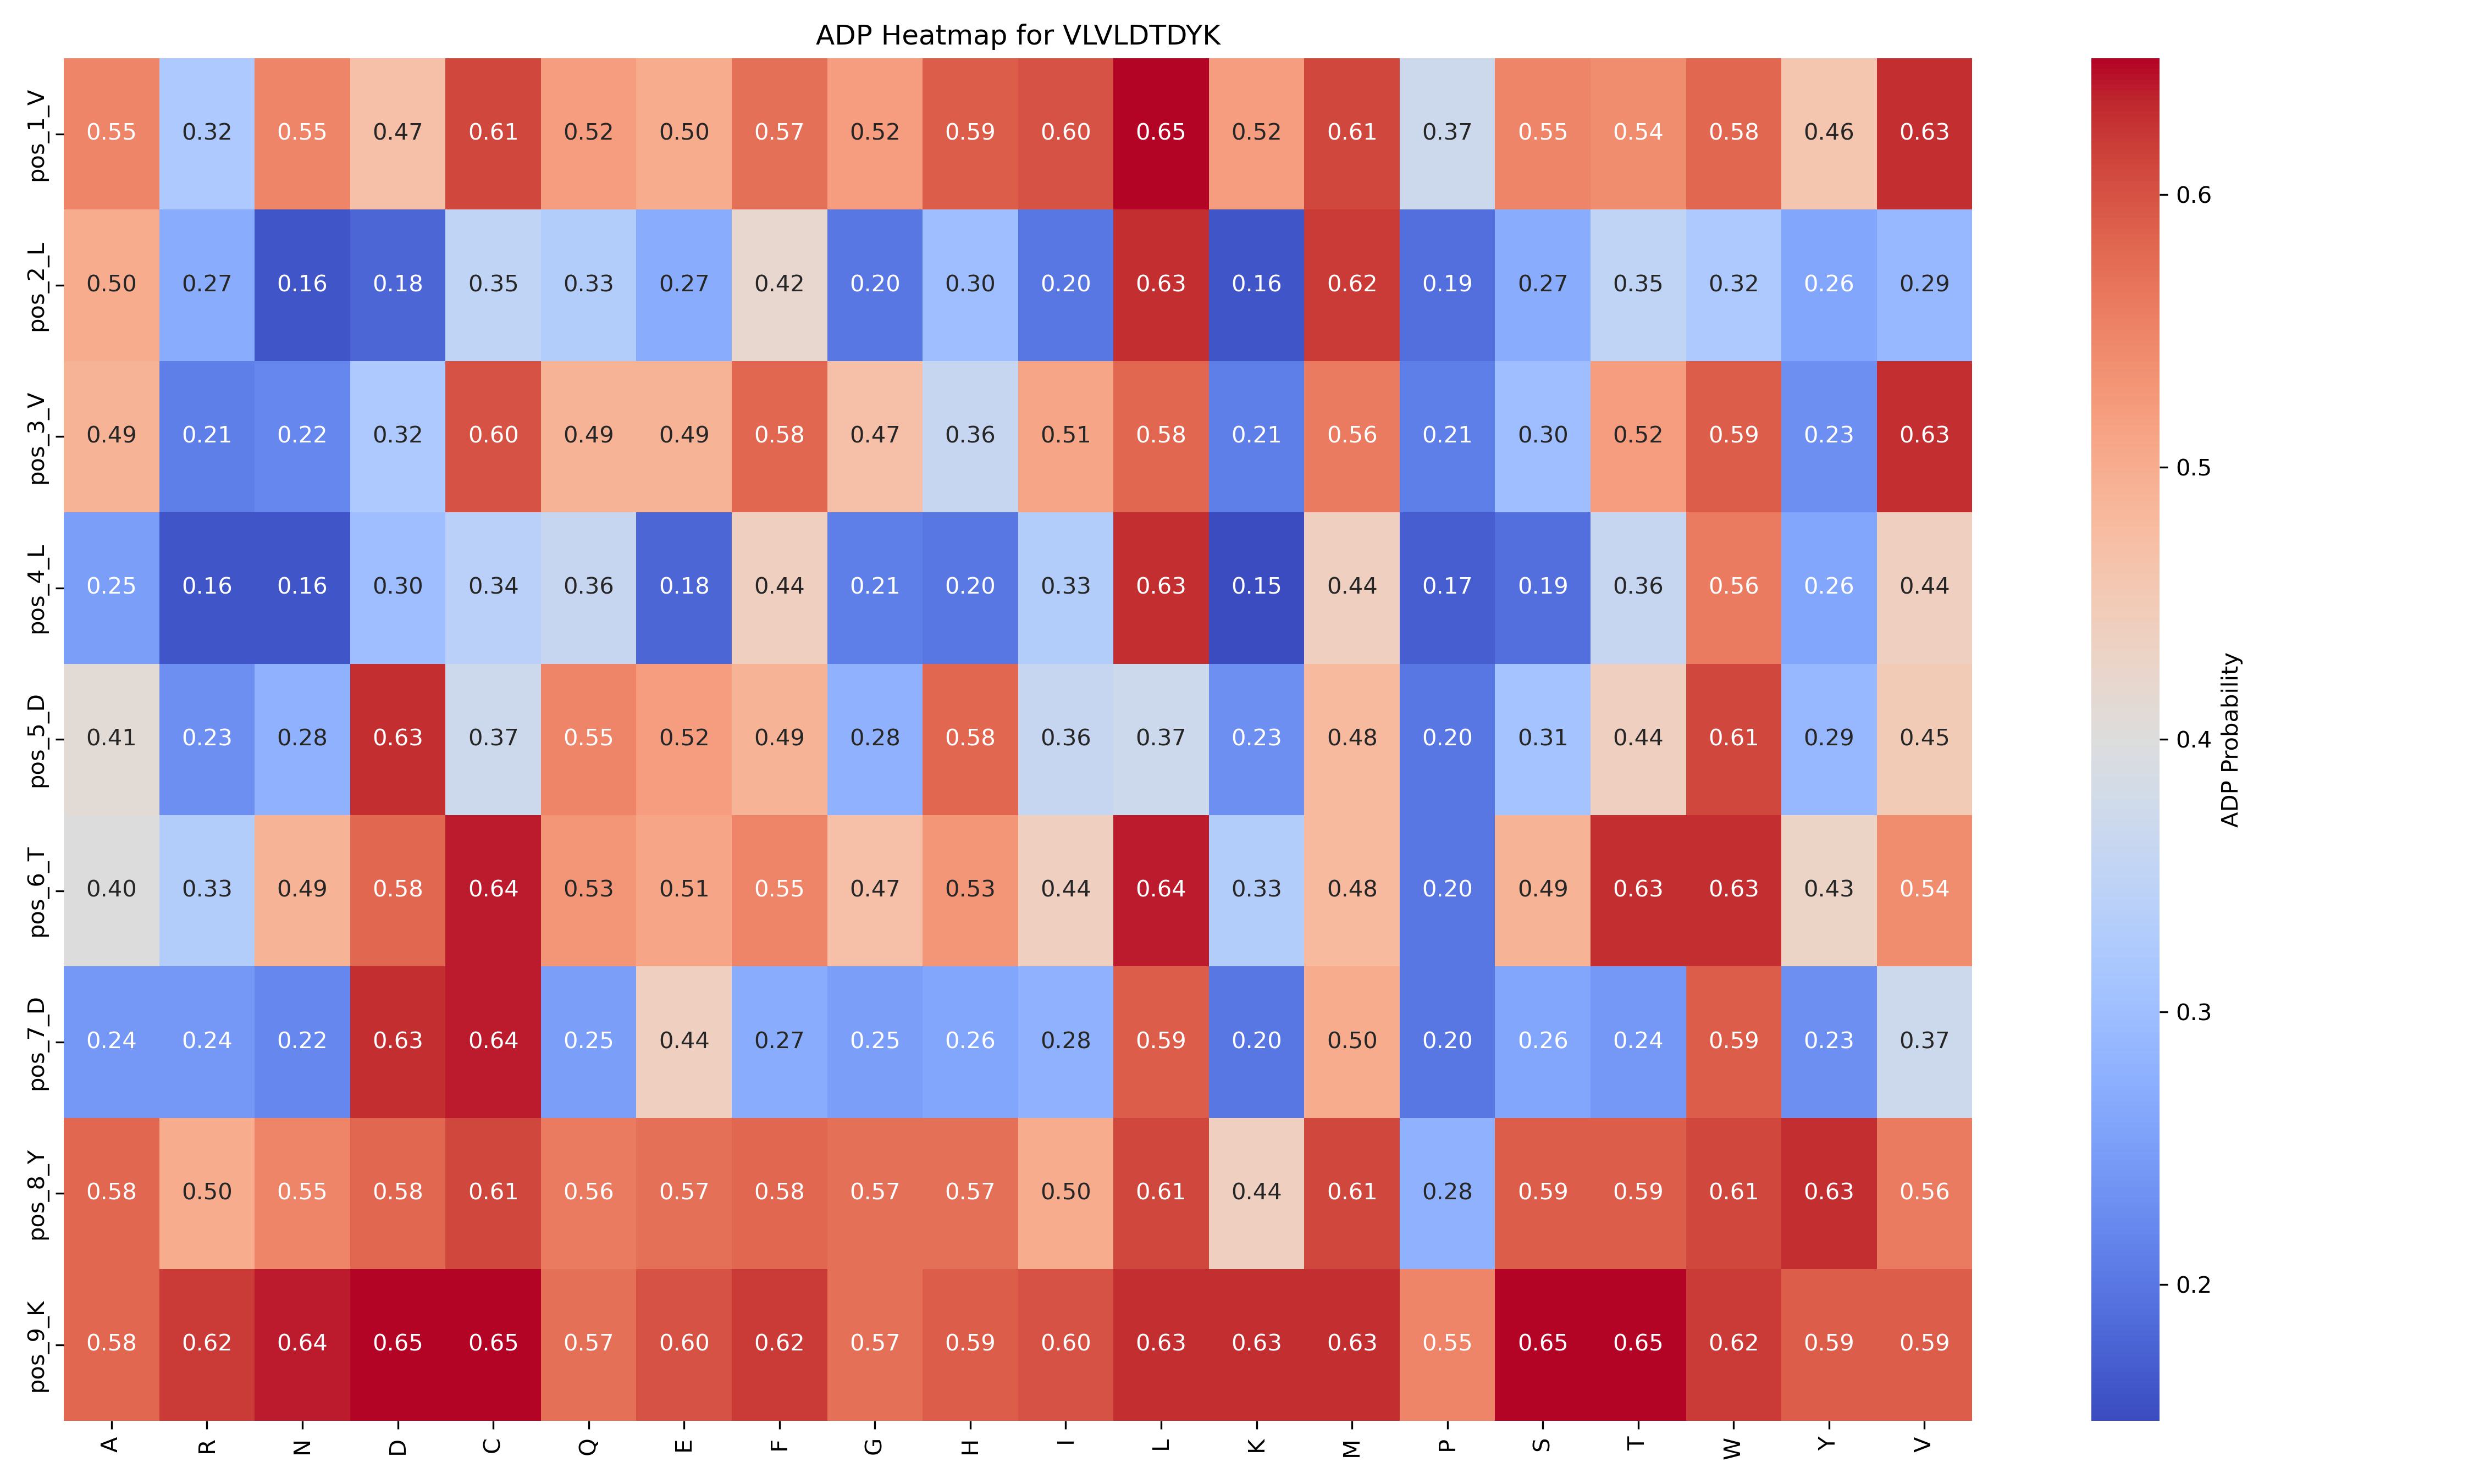 ADP Heatmap for VLVLDTDYK
pos_1_V 0.55 0.32 0.55 0.47 0.61 0.52 0.50 0.57 0.52 0.59 0.60 0.65 0.52 0.61 0.37 0.55 0.54 0.58 0.46 0.63
pos_2_L 0.50 0.27 0.16 0.18 0.35 0.33 0.27 0.42 0.20 0.30 0.20 0.63 0.16 0.62 0.19 0.27 0.35 0.32 0.26 0.29
pos_3_V 0.49 0.21 0.22 0.32 0.60 0.49 0.49 0.58 0.47 0.36 0.51 0.58 0.21 0.56 0.21 0.30 0.52 0.59 0.23 0.63
pos_4_L 0.25 0.16 0.16 0.30 0.34 0.36 0.18 0.44 0.21 0.20 0.33 0.63 0.15 0.44 0.17 0.19 0.36 0.56 0.26 0.44
pos_5_D 0.41 0.23 0.28 0.63 0.37 0.55 0.52 0.49 0.28 0.58 0.36 0.37 0.23 0.48 0.20 0.31 0.44 0.61 0.29 0.45
pos_6_T 0.40 0.33 0.49 0.58 0.64 0.53 0.51 0.55 0.47 0.53 0.44 0.64 0.33 0.48 0.20 0.49 0.63 0.63 0.43 0.54
pos_7_D 0.24 0.24 0.22 0.63 0.64 0.25 0.44 0.27 0.25 0.26 0.28 0.59 0.20 0.50 0.20 0.26 0.24 0.59 0.23 0.37
pos_8_Y 0.58 0.50 0.55 0.58 0.61 0.56 0.57 0.58 0.57 0.57 0.50 0.61 0.44 0.61 0.28 0.59 0.59 0.61 0.63 0.56
pos_9_K 0.58 0.62 0.64 0.65 0.65 0.57 0.60 0.62 0.57 0.59 0.60 0.63 0.63 0.63 0.55 0.65 0.65 0.62 0.59 0.59
A R N D C Q E F G H I L K M P S T W Y V
0.6
0.5
0.4
0.3
0.2
ADP Probability